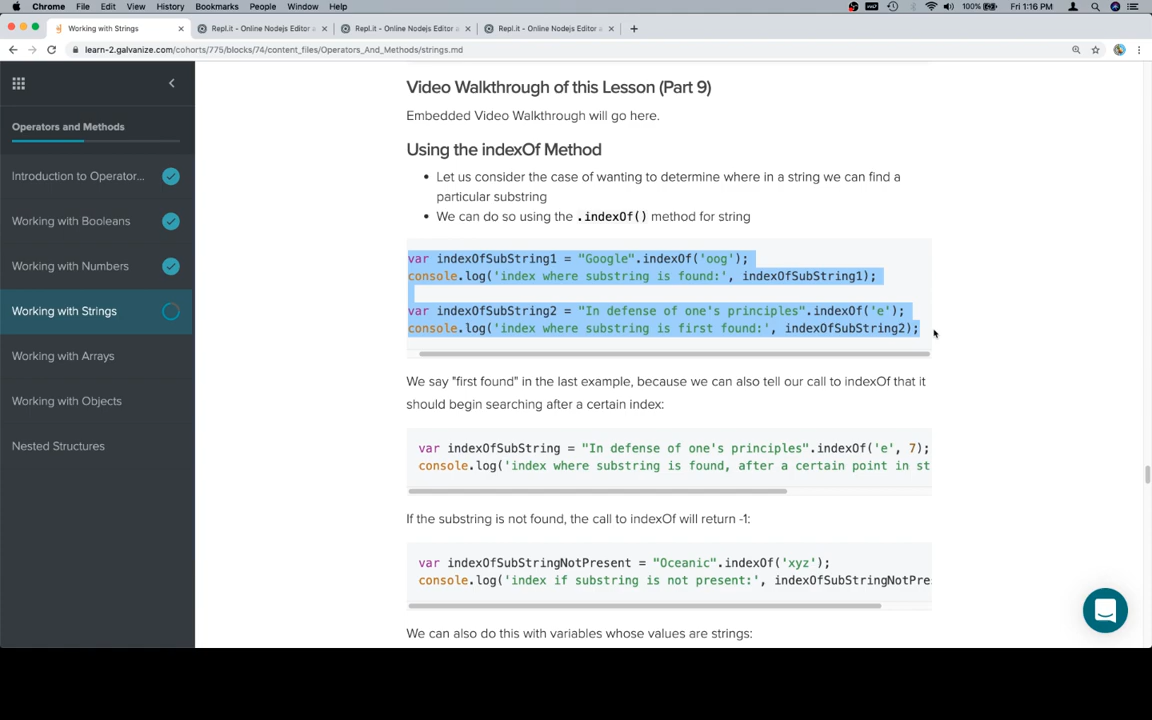 Chrome File Edit View History Bookmarks People Window Help 100% Fri 1:16 PM
Working with Strings × Repl.it - Online Nodejs Editor × Repl.it - Online Nodejs Editor × Repl.it - Online Nodejs Editor × +
learn-2.galvanize.com/cohorts/775/blocks/74/content_files/Operators_And_Methods/strings.md
Operators and Methods
Introduction to Operator...
Working with Booleans
Working with Numbers
Working with Strings
Working with Arrays
Working with Objects
Nested Structures
Video Walkthrough of this Lesson (Part 9)
Embedded Video Walkthrough will go here.
Using the indexOf Method
• Let us consider the case of wanting to determine where in a string we can find a
particular substring
• We can do so using the .indexOf() method for string
var indexOfSubString1 = "Google".indexOf('oog');
console.log('index where substring is found:', indexOfSubString1);
var indexOfSubString2 = "In defense of one's principles".indexOf('e');
console.log('index where substring is first found:', indexOfSubString2);
We say "first found" in the last example, because we can also tell our call to indexOf that it
should begin searching after a certain index:
var indexOfSubString = "In defense of one's principles".indexOf('e', 7);
console.log('index where substring is found, after a certain point in st
If the substring is not found, the call to indexOf will return -1:
var indexOfSubStringNotPresent = "Oceanic".indexOf('xyz');
console.log('index if substring is not present:', indexOfSubStringNotPre
We can also do this with variables whose values are strings: